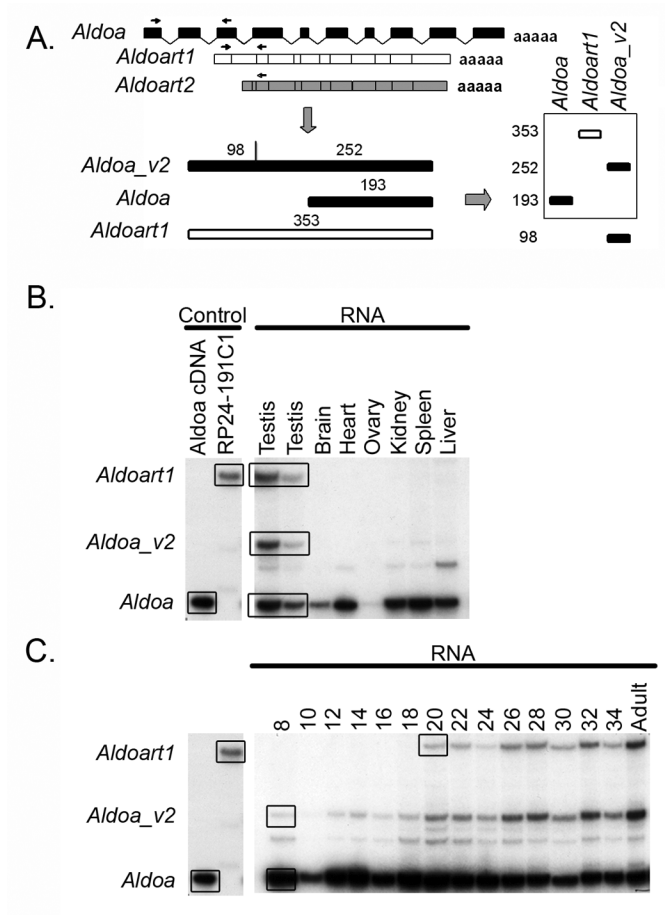 A.
Aldoa
aaaaa
Aldoart1
aaaaa
Aldoart2
aaaaa
98
252
Aldoa_v2
193
Aldoa
353
Aldoart1
Aldoa
Aldoart1
Aldoa_v2
353
252
193
98
B.
Control
RNA
Aldoa cDNA
RP24-191C1
Testis
Testis
Brain
Heart
Ovary
Kidney
Spleen
Liver
Aldoart1
Aldoa_v2
Aldoa
C.
RNA
8
10
12
14
16
18
20
22
24
26
28
30
32
34
Adult
Aldoart1
Aldoa_v2
Aldoa